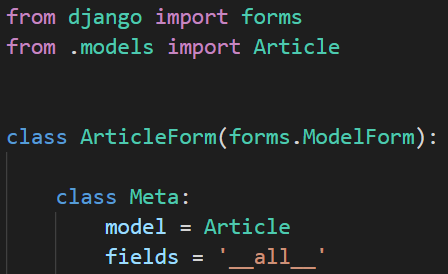 from django import forms
from .models import Article
class ArticleForm(forms.ModelForm):
class Meta:
model = Article
fields = '__all__'